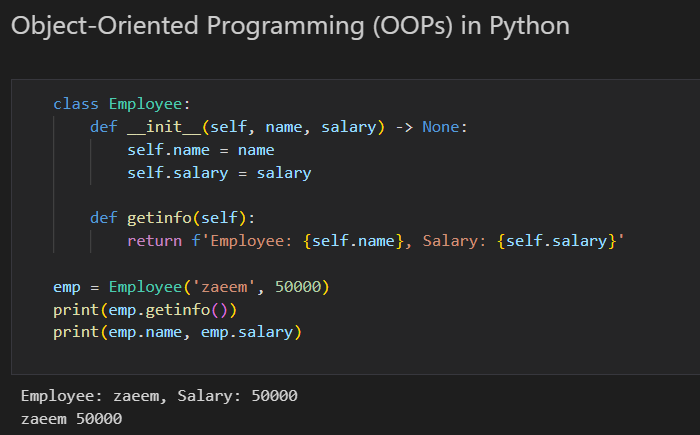 Object-Oriented Programming (OOPs) in Python
class Employee:
    def __init__(self, name, salary) -> None:
        self.name = name
        self.salary = salary

    def getinfo(self):
        return f'Employee: {self.name}, Salary: {self.salary}'

emp = Employee('zaeem', 50000)
print(emp.getinfo())
print(emp.name, emp.salary)
Employee: zaeem, Salary: 50000
zaeem 50000